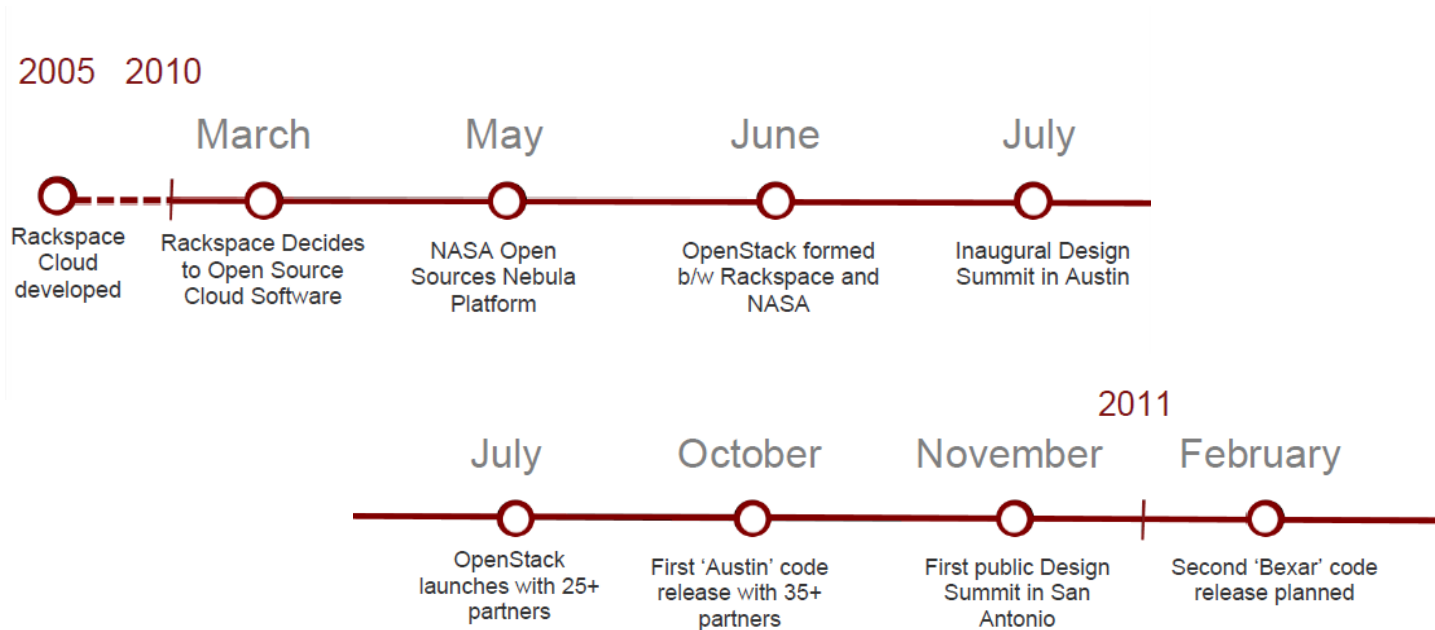 2005 2010
March May June July
Rackspace
Cloud
developed
Rackspace Decides
to Open Source
Cloud Software
NASA Open
Sources Nebula
Platform
OpenStack formed
b/w Rackspace and
NASA
Inaugural Design
Summit in Austin
2011
July October November February
OpenStack
launches with 25+
partners
First ‘Austin’ code
release with 35+
partners
First public Design
Summit in San
Antonio
Second ‘Bexar’ code
release planned